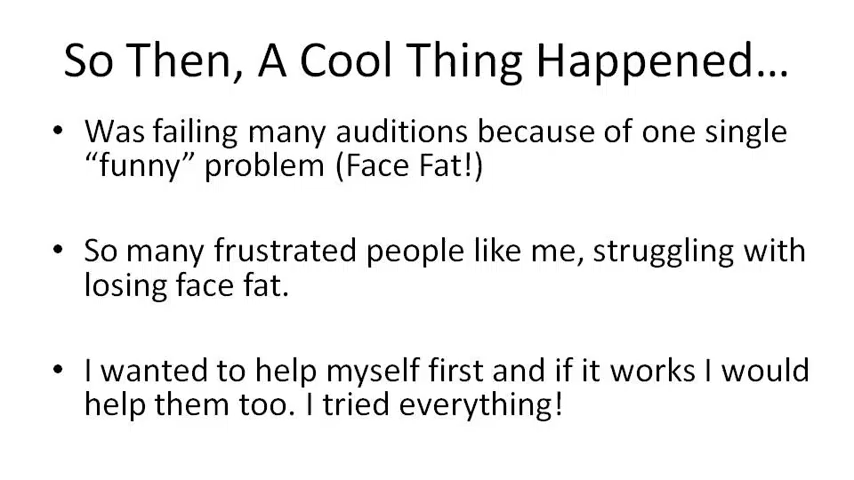 So Then, A Cool Thing Happened…
• Was failing many auditions because of one single
“funny” problem (Face Fat!)
• So many frustrated people like me, struggling with
losing face fat.
• I wanted to help myself first and if it works I would
help them too. I tried everything!